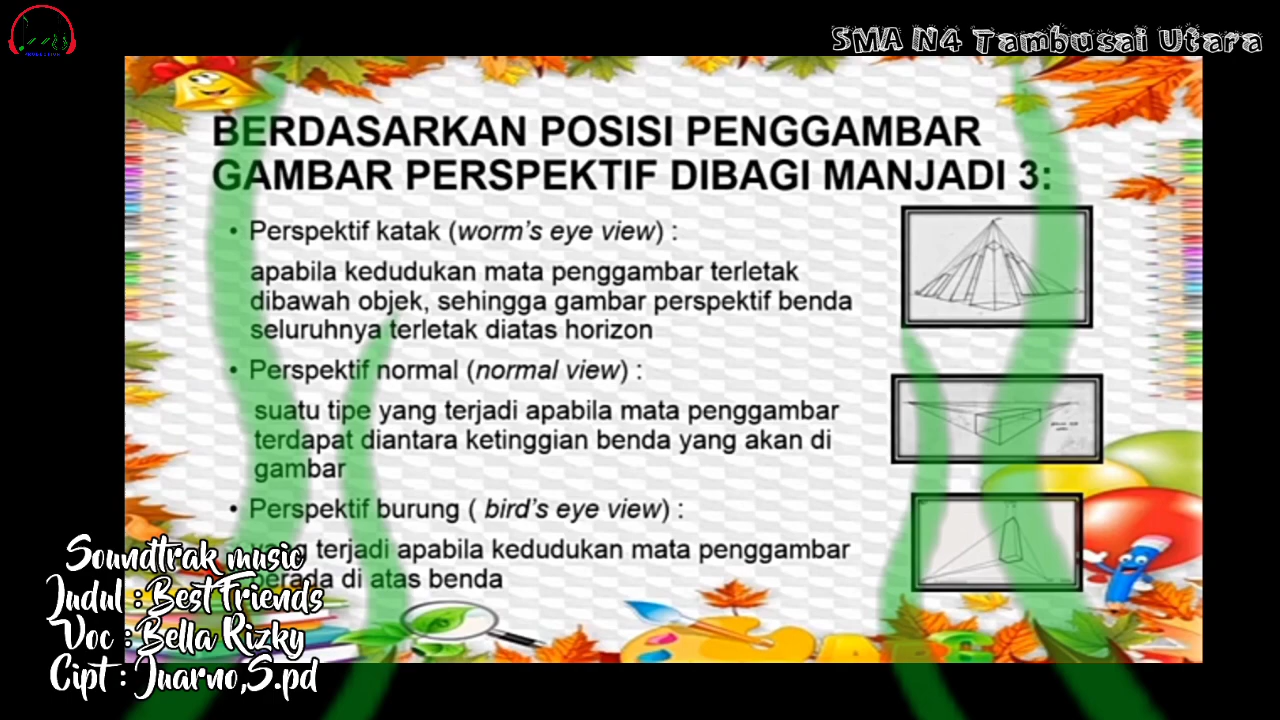 SMA N4 Tambusai Utara
BERDASARKAN POSISI PENGGAMBAR
GAMBAR PERSPEKTIF DIBAGI MANJADI 3:
• Perspektif katak (worm's eye view) :
apabila kedudukan mata penggambar terletak
dibawah objek, sehingga gambar perspektif benda
seluruhnya terletak diatas horizon
• Perspektif normal (normal view) :
suatu tipe yang terjadi apabila mata penggambar
terdapat diantara ketinggian benda yang akan di
gambar
• Perspektif burung ( bird's eye view) :
terjadi apabila kedudukan mata penggambar
berada di atas benda
Soundtrak music
Judul : Best Friends
Voc : Bella Rizky
Cipt : Juarno,S.pd